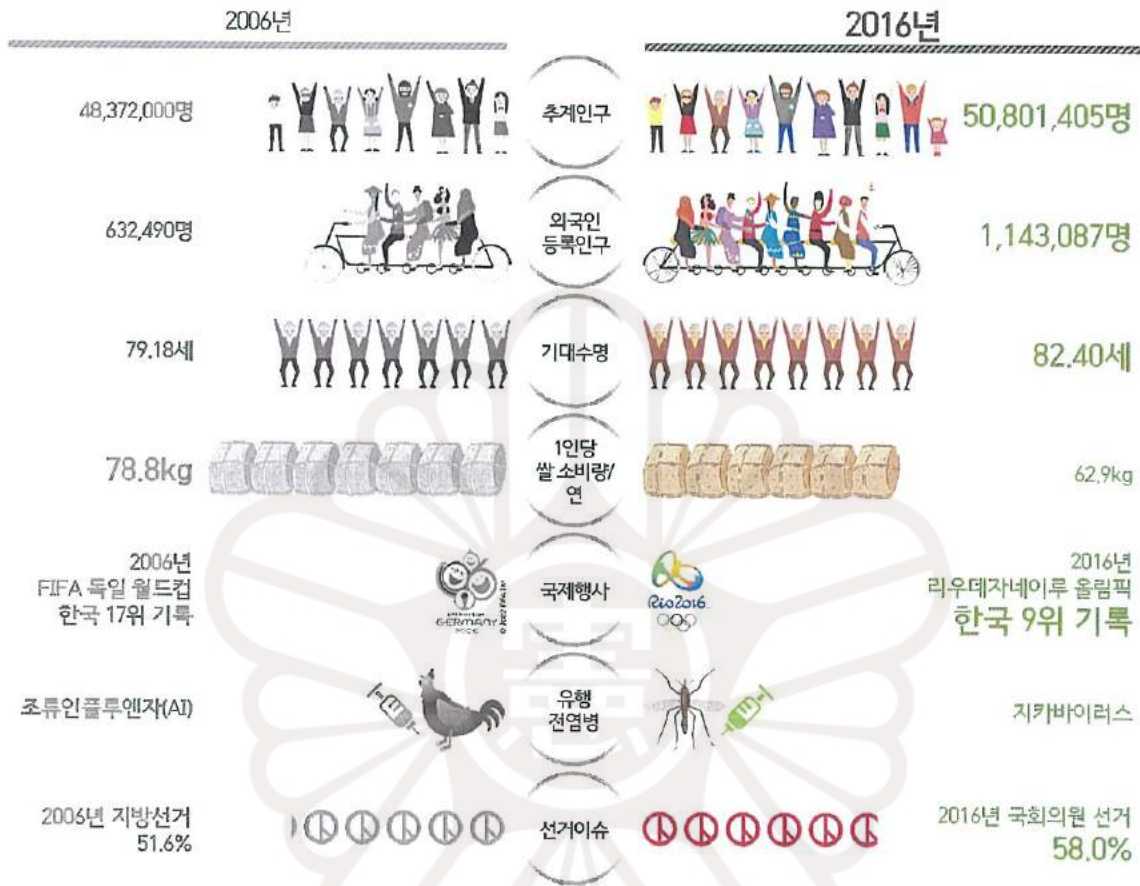 2006년
2016년
48,372,000명
추계인구
50,801,405명
632,490명
외국인
등록인구
1,143,087명
79.18세
기대수명
82.40세
78.8kg
1인당
쌀 소비량/
연
62.9kg
2006년
FIFA 독일 월드컵
한국 17위 기록
GERMANY
2006
국제행사
Rio2016
2016년
리우데자네이루 올림픽
한국 9위 기록
조류인플루엔자(AI)
유행
전염병
지카바이러스
2006년 지방선거
51.6%
선거이슈
2016년 국회의원 선거
58.0%